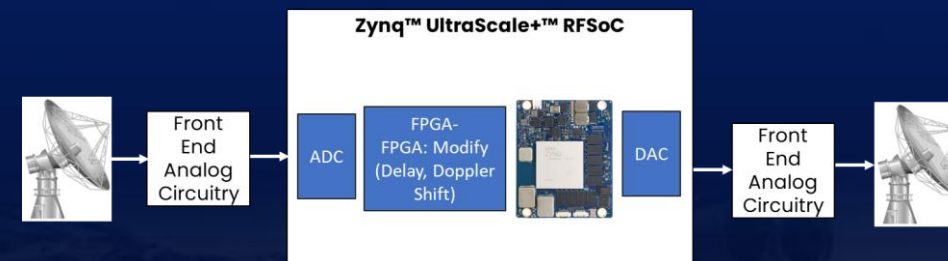 Zynq™ UltraScale+™ RFSoC
Front
End
Analog
Circuitry
ADC
FPGA-
FPGA: Modify
(Delay, Doppler
Shift)
DAC
Front
End
Analog
Circuitry